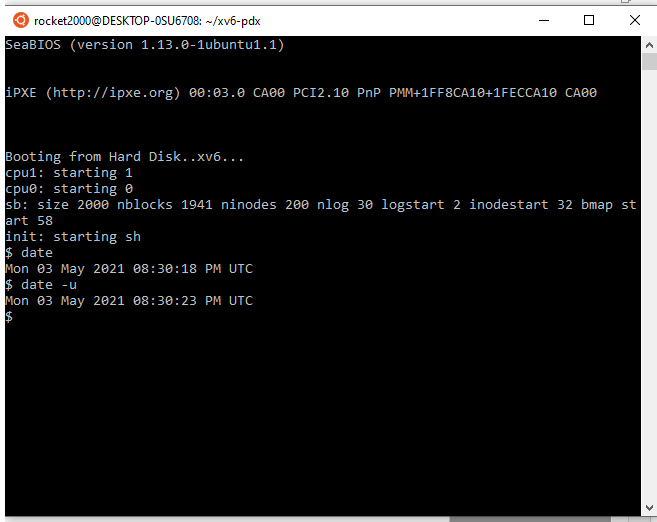 rocket2000@DESKTOP-0SU6708: ~/xv6-pdx
SeaBIOS (version 1.13.0-1ubuntu1.1)
iPXE (http://ipxe.org) 00:03.0 CA00 PCI2.10 PnP PMM+1FF8CA10+1FECCA10 CA00
Booting from Hard Disk..xv6...
cpu1: starting 1
cpu0: starting 0
sb: size 2000 nblocks 1941 ninodes 200 nlog 30 logstart 2 inodestart 32 bmap st
art 58
init: starting sh
$ date
Mon 03 May 2021 08:30:18 PM UTC
$ date -u
Mon 03 May 2021 08:30:23 PM UTC
$